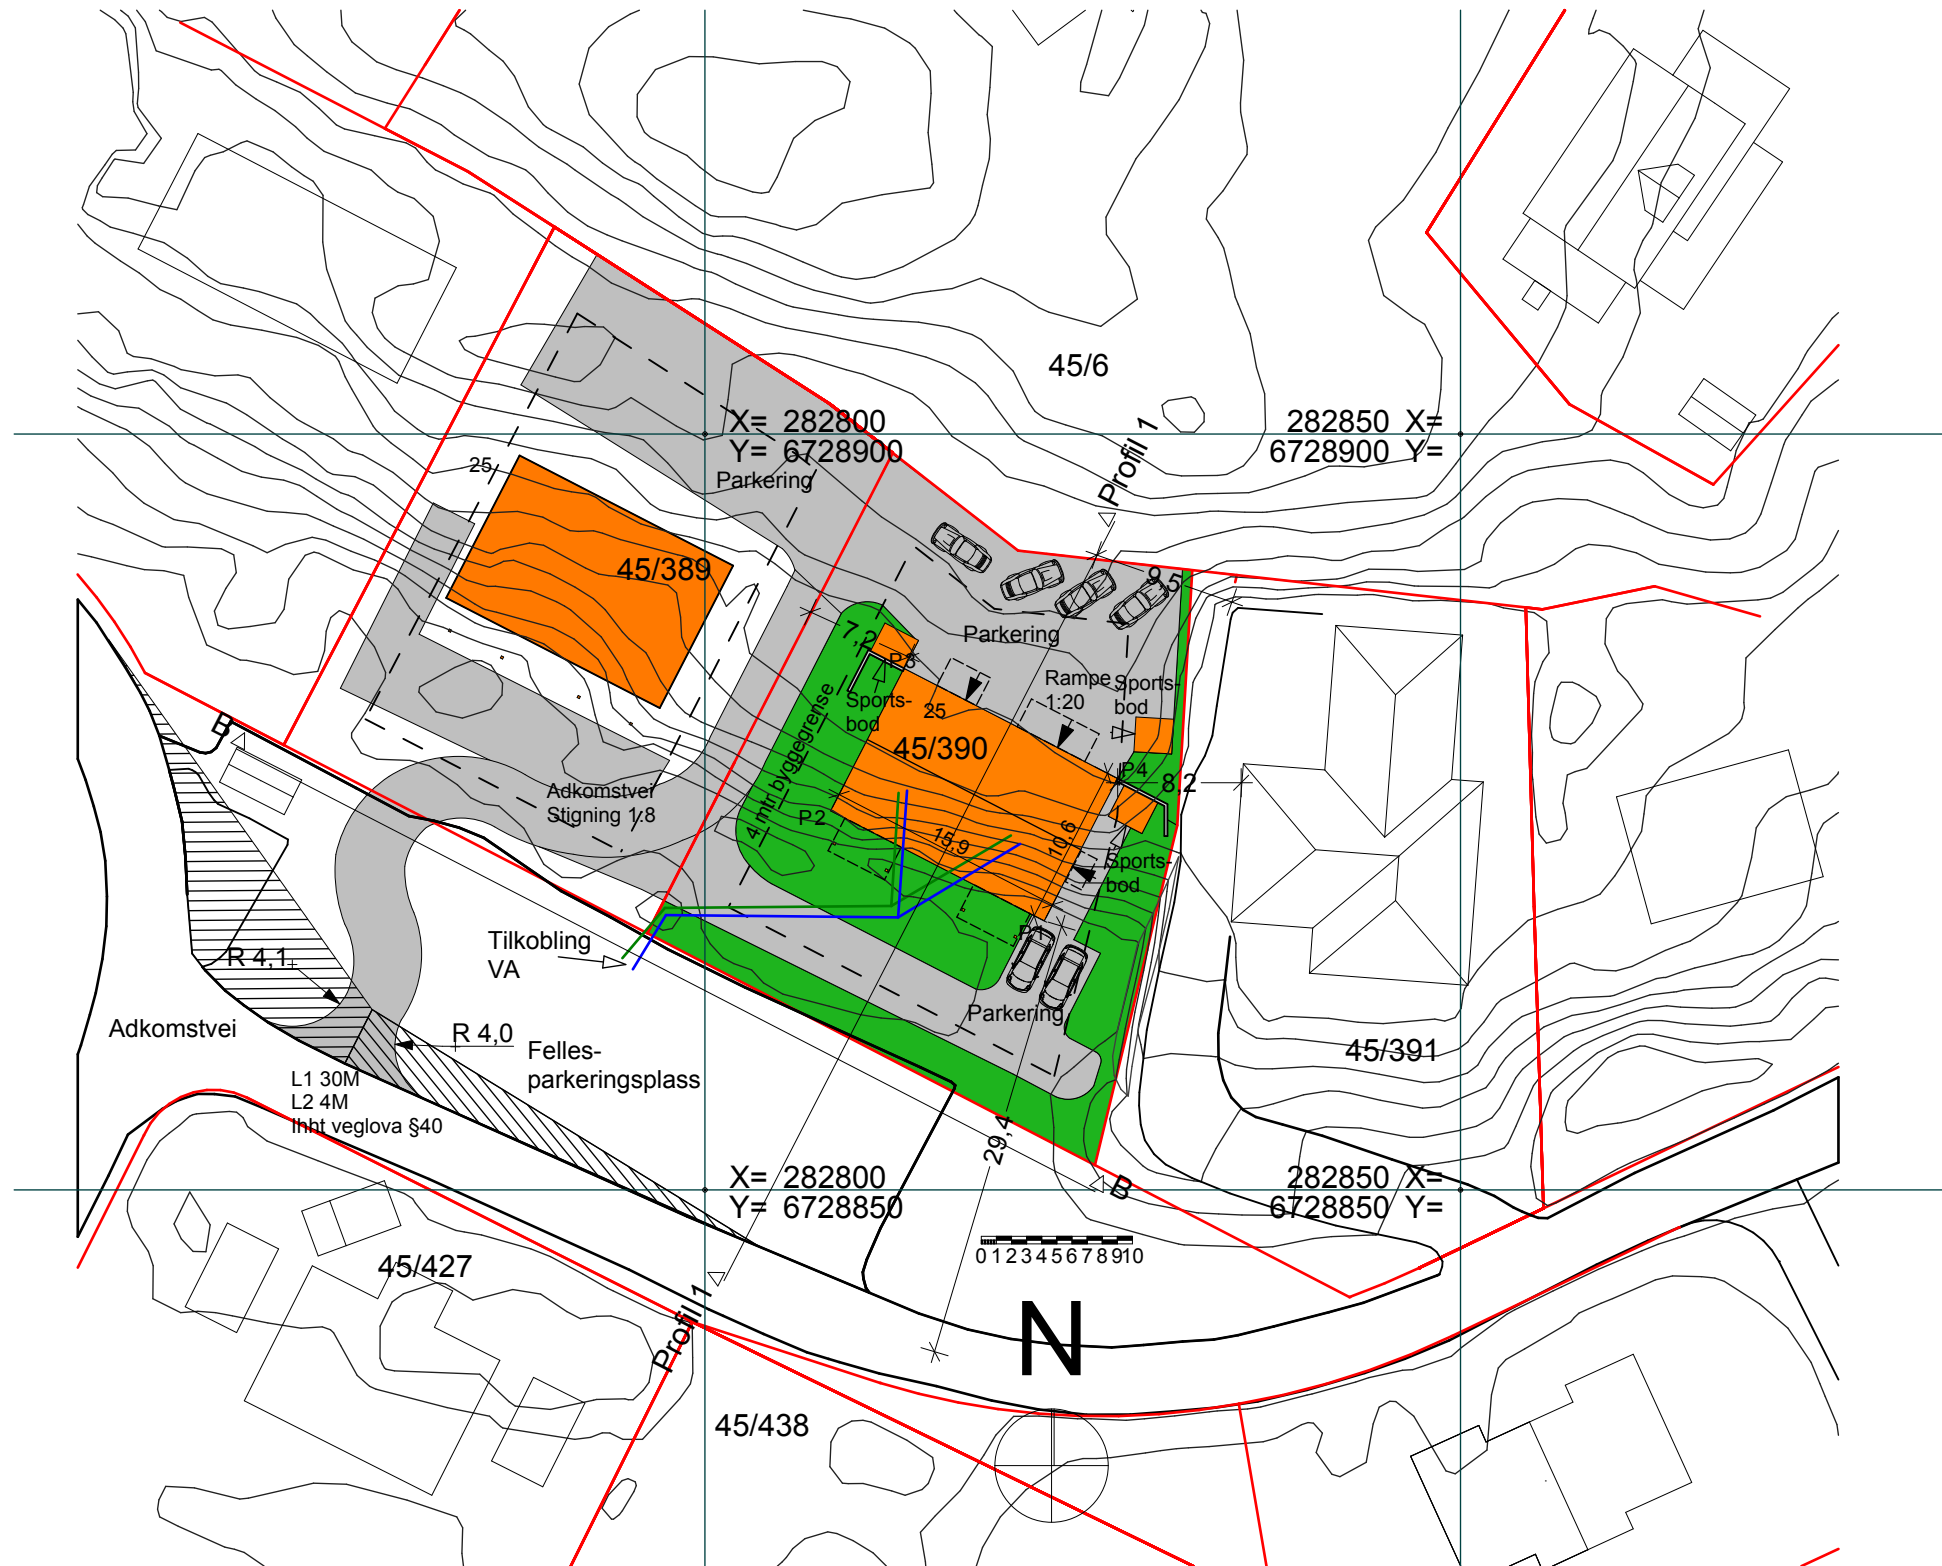 45/6
X= 282800
Y= 6728900
282850 X=
6728900 Y=
Profil 1
Parkering
25
45/389
9,5
7,2
Parkering
P3
Rampe
1:20
Sports-
bod
Sports-
bod
25
45/390
4 mtr byggegrense
P4
8,2
B
Adkomstvei
Stigning 1:8
P2
15,9
10,6
Sports-
bod
Tilkobling
VA
P1
R 4,1
Parkering
Adkomstvei
R 4,0
Felles-
parkeringsplass
45/391
L1 30M
L2 4M
Ihht veglova §40
29,4
X= 282800
Y= 6728850
B
282850 X=
6728850 Y=
0 1 2 3 4 5 6 7 8 9 10
45/427
Profil 1
N
45/438